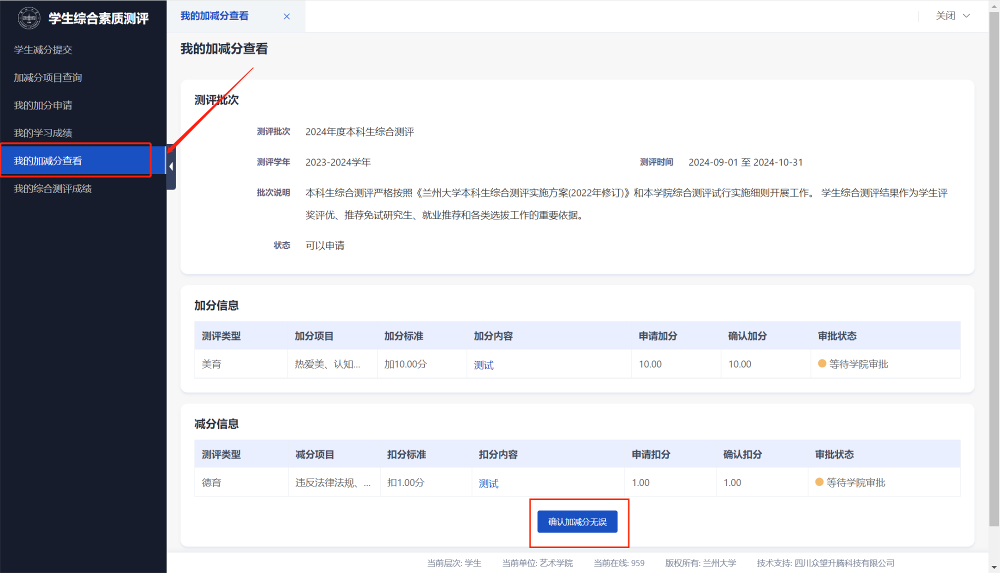 学生综合素质测评
学生减分提交
加减分项目查询
我的加分申请
我的学习成绩
我的加减分查看
我的综合测评成绩
我的加减分查看
关闭
我的加减分查看
测评批次
测评批次 2024年度本科生综合测评
测评学年 2023-2024学年 测评时间 2024-09-01 至 2024-10-31
批次说明 本科生综合测评严格按照《兰州大学本科生综合测评实施方案(2022年修订)》和本学院综合测评试行实施细则开展工作。 学生综合测评结果作为学生评
奖评优、推荐免试研究生、就业推荐和各类选拔工作的重要依据。
状态 可以申请
加分信息
测评类型 加分项目 加分标准 加分内容 申请加分 确认加分 审批状态
美育 热爱美、认知... 加10.00分 测试 10.00 10.00 等待学院审批
减分信息
测评类型 减分项目 扣分标准 扣分内容 申请扣分 确认扣分 审批状态
德育 违反法律法规、... 扣1.00分 测试 1.00 1.00 等待学院审批
确认加减分无误
当前层次: 学生 当前单位: 艺术学院 当前在线: 959 版权所有: 兰州大学 技术支持: 四川众望升腾科技有限公司